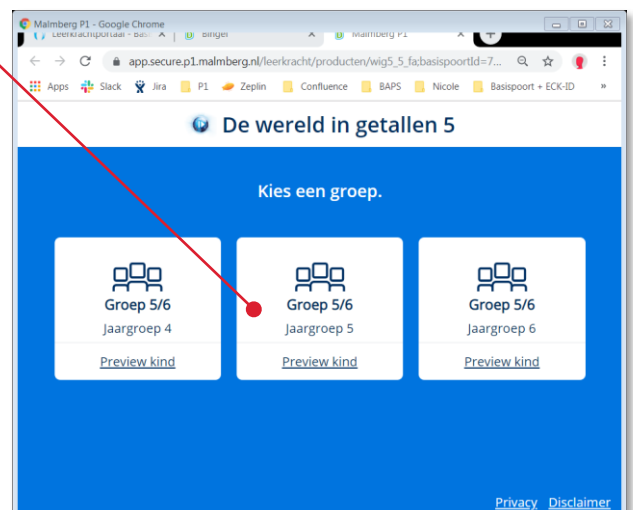 Malmberg P1 - Google Chrome
Leerkrachtportaal - Bas Bingel Malmberg P1
app.secure.p1.malmberg.nl/leerkracht/producten/wig5_5_fa;basispoortId=7...
Apps Slack Jira P1 Zeplin Confluence BAPS Nicole Basispoort + ECK-ID »
De wereld in getallen 5
Kies een groep.
Groep 5/6
Jaargroep 4
Preview kind
Groep 5/6
Jaargroep 5
Preview kind
Groep 5/6
Jaargroep 6
Preview kind
Privacy Disclaimer